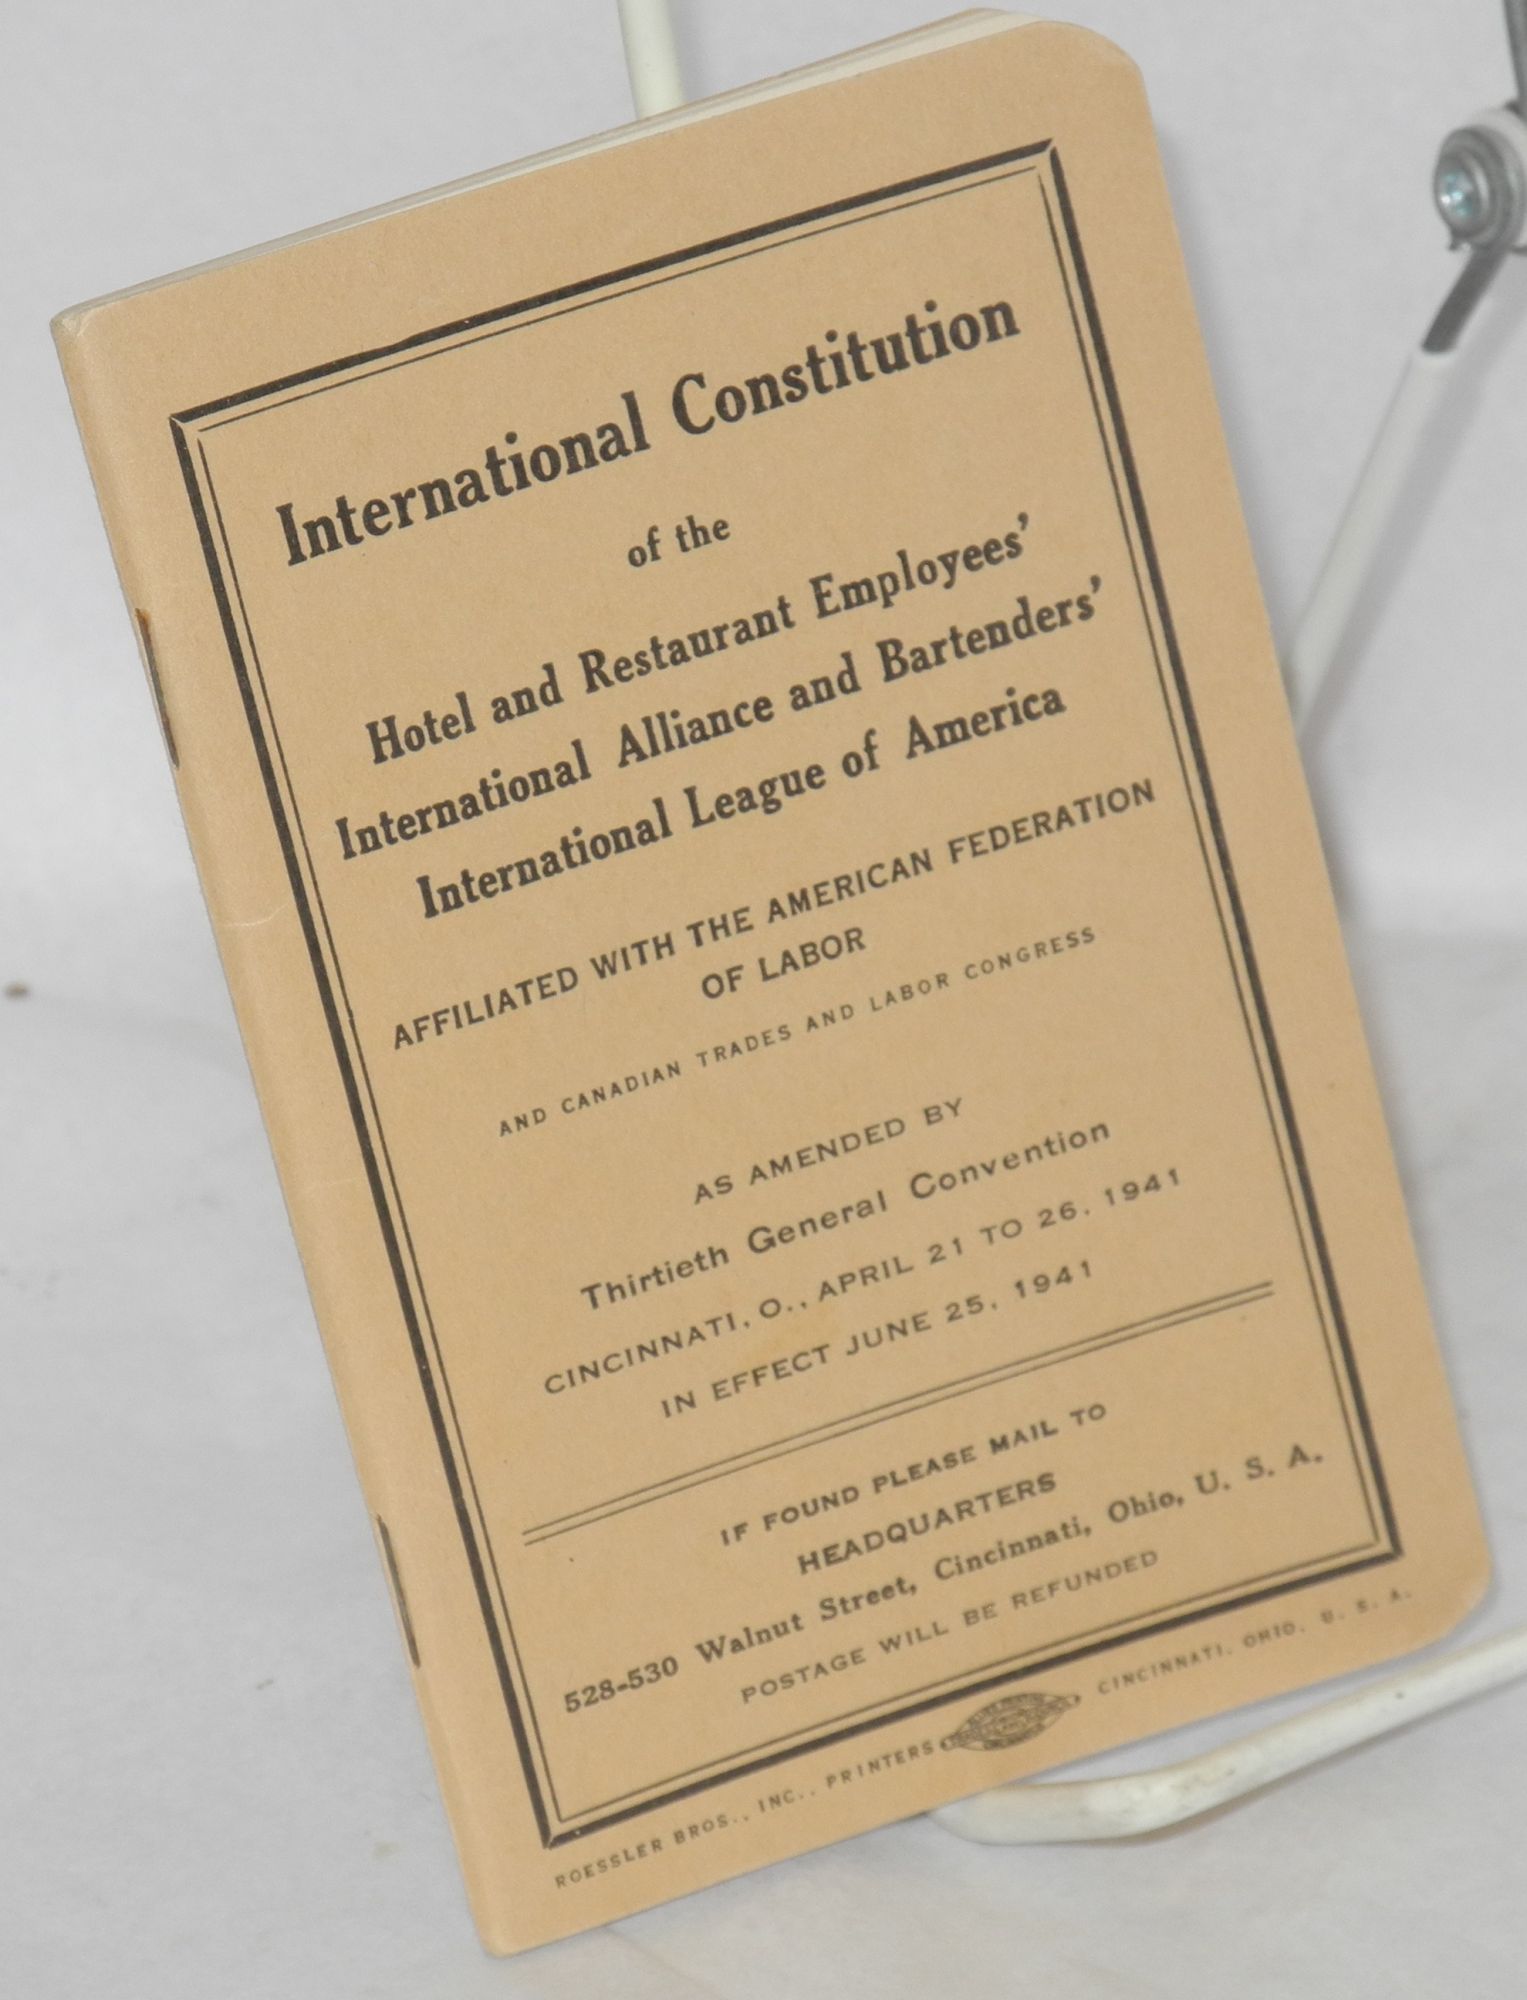 International Constitution
of the
Hotel and Restaurant Employees'
International Alliance and Bartenders'
International League of America
AFFILIATED WITH THE AMERICAN FEDERATION
OF LABOR
AND CANADIAN TRADES AND LABOR CONGRESS
AS AMENDED BY
Thirtieth General Convention
CINCINNATI, O., APRIL 21 TO 26, 1941
IN EFFECT JUNE 25, 1941
IF FOUND PLEASE MAIL TO
HEADQUARTERS
528-530 Walnut Street, Cincinnati, Ohio, U. S. A.
POSTAGE WILL BE REFUNDED
ROESSLER BROS., INC., PRINTERS CINCINNATI, OHIO, U. S. A.